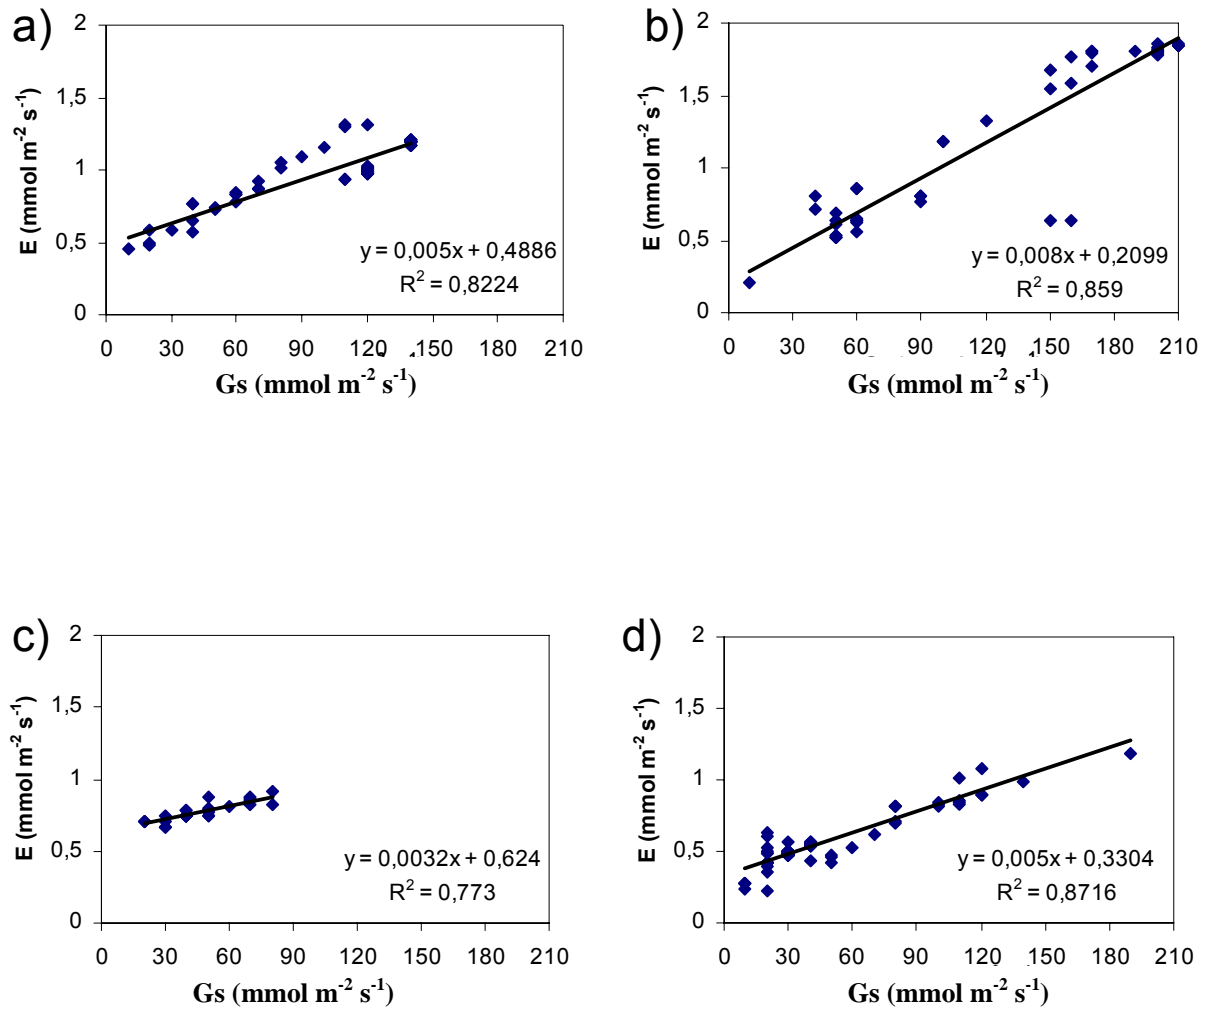 a)
2
1,5
1
0,5
0
E (mmol m-2 s-1)
y = 0,005x + 0,4886
R2 = 0,8224
0 30 60 90 120 150 180 210
Gs (mmol m-2 s-1)
b)
2
1,5
1
0,5
0
E (mmol m-2 s-1)
y = 0,008x + 0,2099
R2 = 0,859
0 30 60 90 120 150 180 210
Gs (mmol m-2 s-1)
c)
2
1,5
1
0,5
0
E (mmol m-2 s-1)
y = 0,0032x + 0,624
R2 = 0,773
0 30 60 90 120 150 180 210
Gs (mmol m-2 s-1)
d)
2
1,5
1
0,5
0
E (mmol m-2 s-1)
y = 0,005x + 0,3304
R2 = 0,8716
0 30 60 90 120 150 180 210
Gs (mmol m-2 s-1)